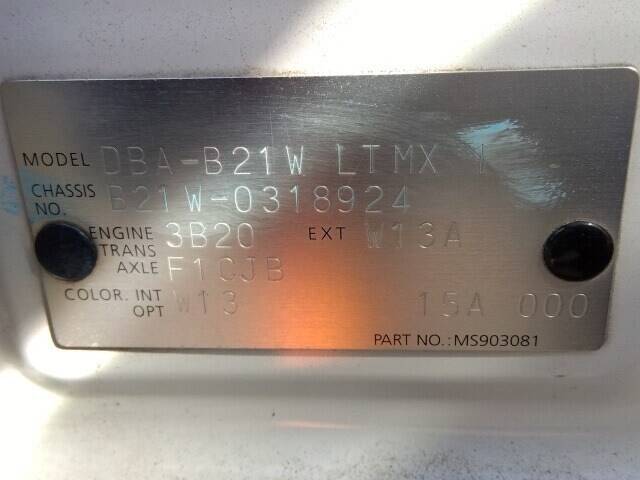 MODEL DBA-B21W LTMX 1
CHASSIS NO. B21W-0318924
ENGINE 3B20 EXT W13A
TRANS AXLE F1CJB
COLOR. INT W13 15A 000
OPT
PART NO.:MS903081